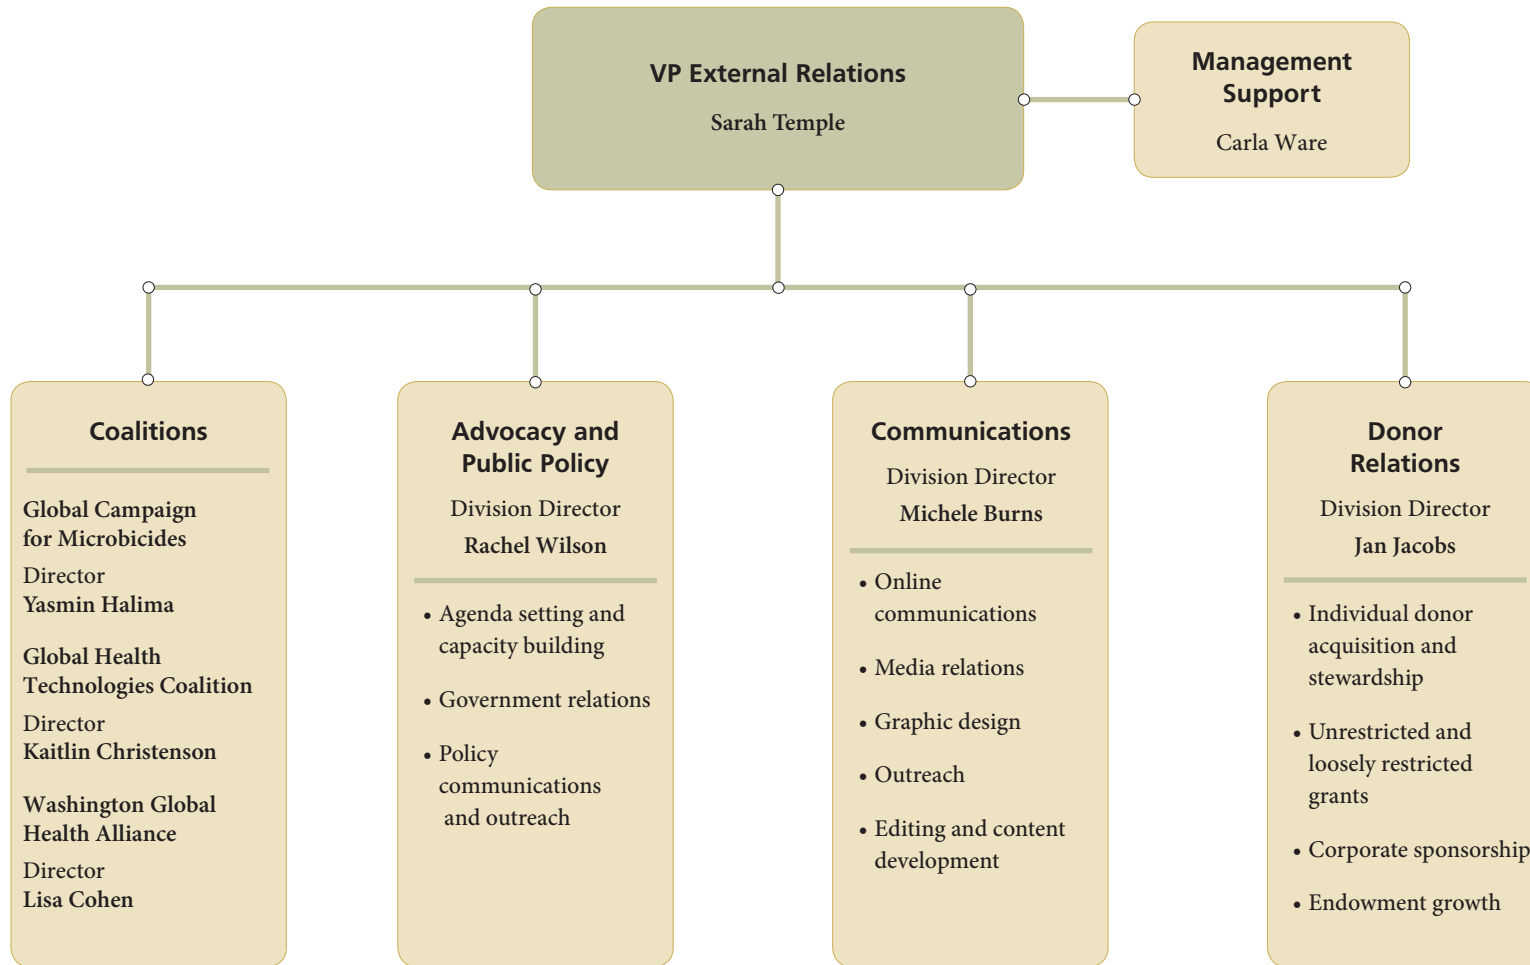 VP External Relations
Sarah Temple
Management
Support
Carla Ware
Coalitions
Global Campaign
for Microbicides
Director
Yasmin Halima
Global Health
Technologies Coalition
Director
Kaitlin Christenson
Washington Global
Health Alliance
Director
Lisa Cohen
Advocacy and
Public Policy
Division Director
Rachel Wilson
• Agenda setting and
capacity building
• Government relations
• Policy
communications
and outreach
Communications
Division Director
Michele Burns
• Online
communications
• Media relations
• Graphic design
• Outreach
• Editing and content
development
Donor
Relations
Division Director
Jan Jacobs
• Individual donor
acquisition and
stewardship
• Unrestricted and
loosely restricted
grants
• Corporate sponsorship
• Endowment growth